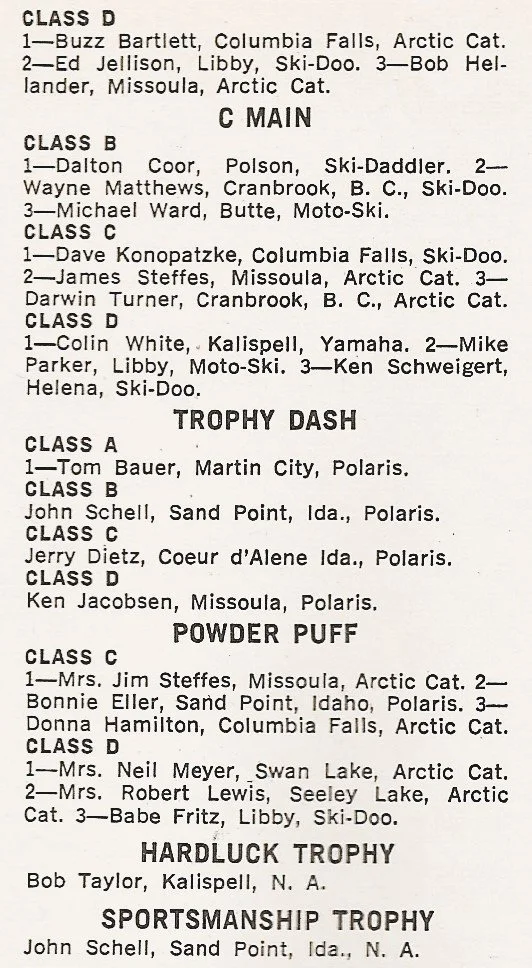 CLASS D
1—Buzz Bartlett, Columbia Falls, Arctic Cat.
2—Ed Jellison, Libby, Ski-Doo. 3—Bob Hel-
lander, Missoula, Arctic Cat.
C MAIN
CLASS B
1—Dalton Coor, Polson, Ski-Daddler. 2—
Wayne Matthews, Cranbrook, B. C., Ski-Doo.
3—Michael Ward, Butte, Moto-Ski.
CLASS C
1—Dave Konopatzke, Columbia Falls, Ski-Doo.
2—James Steffes, Missoula, Arctic Cat. 3—
Darwin Turner, Cranbrook, B. C., Arctic Cat.
CLASS D
1—Colin White, Kalispell, Yamaha. 2—Mike
Parker, Libby, Moto-Ski. 3—Ken Schweigert,
Helena, Ski-Doo.
TROPHY DASH
CLASS A
1—Tom Bauer, Martin City, Polaris.
CLASS B
John Schell, Sand Point, Ida., Polaris.
CLASS C
Jerry Dietz, Coeur d'Alene Ida., Polaris.
CLASS D
Ken Jacobsen, Missoula, Polaris.
POWDER PUFF
CLASS C
1—Mrs. Jim Steffes, Missoula, Arctic Cat. 2—
Bonnie Eller, Sand Point, Idaho, Polaris. 3—
Donna Hamilton, Columbia Falls, Arctic Cat.
CLASS D
1—Mrs. Neil Meyer, Swan Lake, Arctic Cat.
2—Mrs. Robert Lewis, Seeley Lake, Arctic
Cat. 3—Babe Fritz, Libby, Ski-Doo.
HARDLUCK TROPHY
Bob Taylor, Kalispell, N. A.
SPORTSMANSHIP TROPHY
John Schell, Sand Point, Ida., N. A.